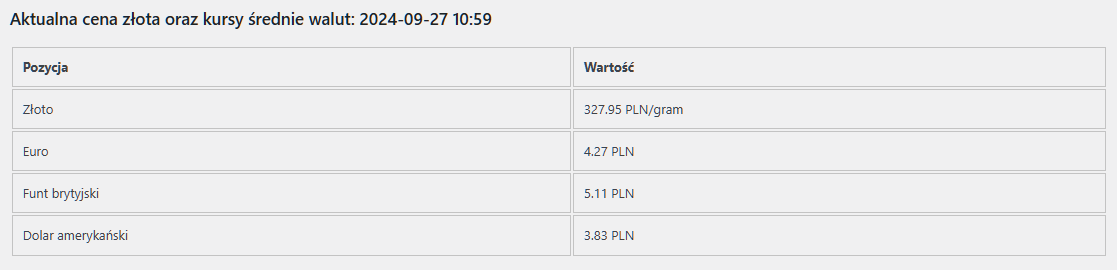 Aktualna cena złota oraz kursy średnie walut: 2024-09-27 10:59
Pozycja Wartość
Złoto 327.95 PLN/gram
Euro 4.27 PLN
Funt brytyjski 5.11 PLN
Dolar amerykański 3.83 PLN